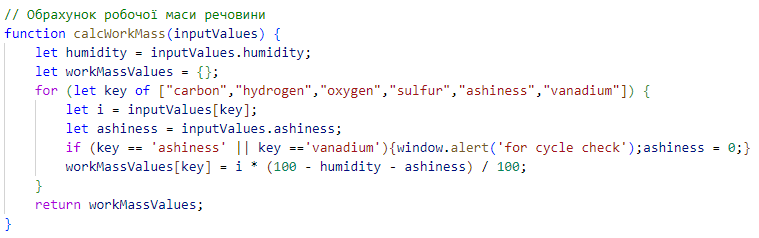 // Обрахунок робочої маси речовини
function calcWorkMass(inputValues) {
    let humidity = inputValues.humidity;
    let workMassValues = {};
    for (let key of ["carbon","hydrogen","oxygen","sulfur","ashiness","vanadium"]) {
        let i = inputValues[key];
        let ashiness = inputValues.ashiness;
        if (key == 'ashiness' || key =='vanadium'){window.alert('for cycle check');ashiness = 0;}
        workMassValues[key] = i * (100 - humidity - ashiness) / 100;
    }
    return workMassValues;
}